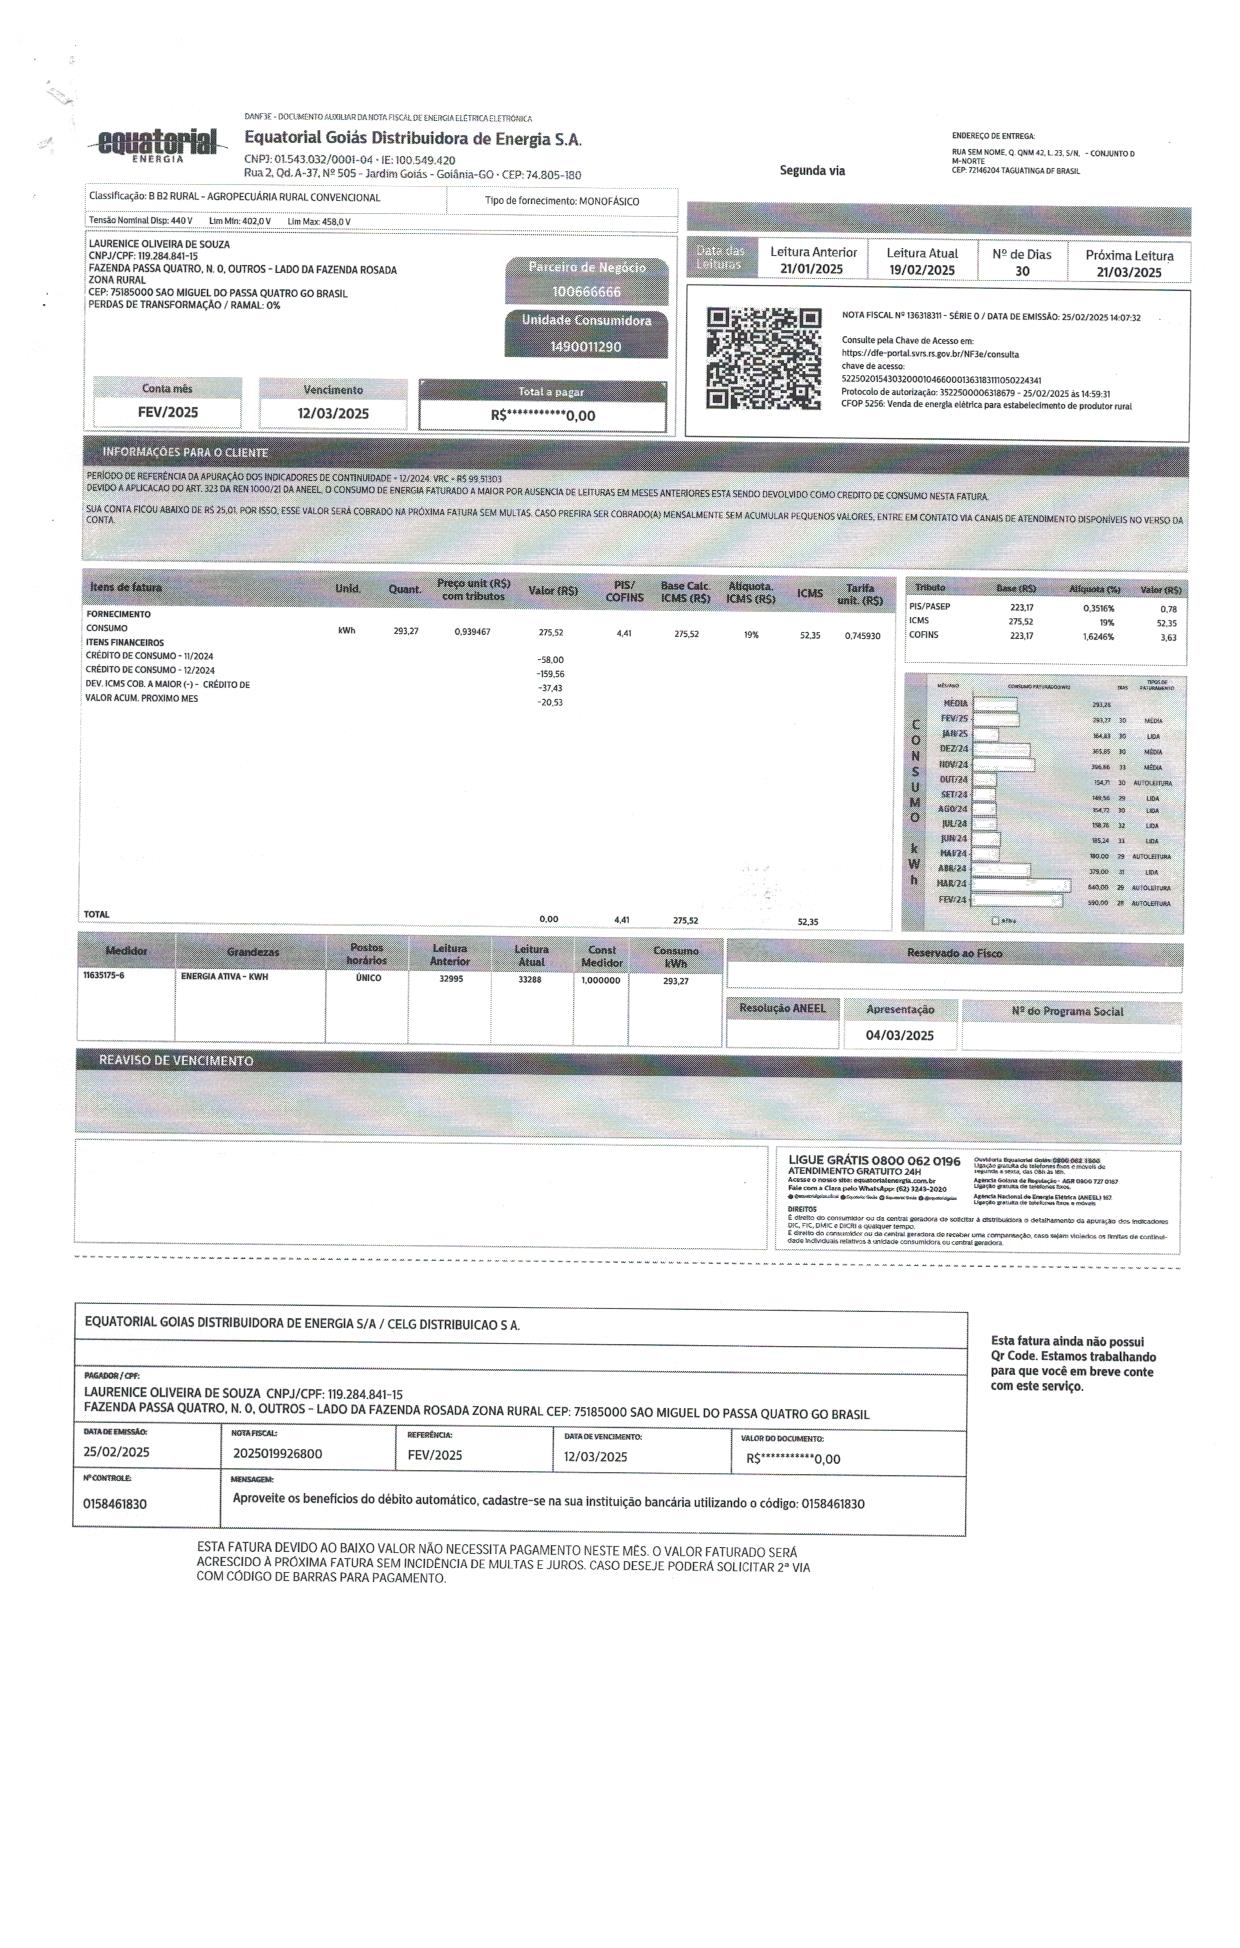 DANF3E - DOCUMENTO AUXILIAR DA NOTA FISCAL DE ENERGIA ELÉTRICA ELETRÔNICA
equatorial
ENERGIA
Equatorial Goiás Distribuidora de Energia S.A.
CNPJ: 01.543.032/0001-04 - IE: 100.549.420
Rua 2, Qd. A-37, Nº 505 - Jardim Goiás - Goiânia-GO - CEP: 74.805-180
Segunda via
ENDEREÇO DE ENTREGA:
RUA SEM NOME, Q. QNM 42, L. 23, S/N, - CONJUNTO D
M-NORTE
CEP: 72146204 TAGUATINGA DF BRASIL
Classificação: B B2 RURAL - AGROPECUÁRIA RURAL CONVENCIONAL
Tipo de fornecimento: MONOFÁSICO
Tensão Nominal Disp: 440 V Lim Min: 402,0 V Lim Max: 458,0 V
LAURENICE OLIVEIRA DE SOUZA
CNPJ/CPF: 119.284.841-15
FAZENDA PASSA QUATRO, N. 0, OUTROS - LADO DA FAZENDA ROSADA
ZONA RURAL
CEP: 75185000 SAO MIGUEL DO PASSA QUATRO GO BRASIL
PERDAS DE TRANSFORMAÇÃO / RAMAL: 0%
Parceiro de Negócio
100666666
Unidade Consumidora
1490011290
Data das Leituras
Leitura Anterior 21/01/2025
Leitura Atual 19/02/2025
Nº de Dias 30
Próxima Leitura 21/03/2025
NOTA FISCAL Nº 136318311 - SÉRIE 0 / DATA DE EMISSÃO: 25/02/2025 14:07:32
Consulte pela Chave de Acesso em:
https://dfe-portal.svrs.rs.gov.br/NF3e/consulta
chave de acesso:
52250201543032000104660001363183111050224341
Protocolo de autorização: 3522500006318679 - 25/02/2025 às 14:59:31
CFOP 5256: Venda de energia elétrica para estabelecimento de produtor rural
Conta mês Vencimento Total a pagar
FEV/2025 12/03/2025 R$***********0,00
INFORMAÇÕES PARA O CLIENTE
PERÍODO DE REFERÊNCIA DA APURAÇÃO DOS INDICADORES DE CONTINUIDADE - 12/2024. VRC - R$ 99.51303
DEVIDO A APLICACAO DO ART. 323 DA REN 1000/21 DA ANEEL, O CONSUMO DE ENERGIA FATURADO A MAIOR POR AUSENCIA DE LEITURAS EM MESES ANTERIORES ESTA SENDO DEVOLVIDO COMO CREDITO DE CONSUMO NESTA FATURA.
SUA CONTA FICOU ABAIXO DE R$ 25,01. POR ISSO, ESSE VALOR SERÁ COBRADO NA PRÓXIMA FATURA SEM MULTAS. CASO PREFIRA SER COBRADO(A) MENSALMENTE SEM ACUMULAR PEQUENOS VALORES, ENTRE EM CONTATO VIA CANAIS DE ATENDIMENTO DISPONÍVEIS NO VERSO DA
CONTA.
Itens de fatura Unid. Quant. Preço unit (R$) com tributos Valor (R$) PIS/COFINS Base Calc. ICMS (R$) Alíquota. ICMS (R$) ICMS Tarifa unit. (R$)
FORNECIMENTO
CONSUMO kWh 293,27 0,939467 275,52 4,41 275,52 19% 52,35 0,745930
ITENS FINANCEIROS
CRÉDITO DE CONSUMO - 11/2024 -58,00
CRÉDITO DE CONSUMO - 12/2024 -159,56
DEV. ICMS COB. A MAIOR (-) - CRÉDITO DE -37,43
VALOR ACUM. PROXIMO MES -20,53
TOTAL 0,00 4,41 275,52 52,35
Tributo Base (R$) Alíquota (%) Valor (R$)
PIS/PASEP 223,17 0,3516% 0,78
ICMS 275,52 19% 52,35
COFINS 223,17 1,6246% 3,63
CONSUMO kWh
MÊS/ANO CONSUMO FATURADO(kWh) DIAS TIPOS DE FATURAMENTO
MÉDIA 293,26
FEV/25 293,27 30 MÉDIA
JAN/25 164,83 30 LIDA
DEZ/24 365,85 30 MÉDIA
NOV/24 396,86 33 MÉDIA
OUT/24 154,71 30 AUTOLEITURA
SET/24 149,56 29 LIDA
AGO/24 154,72 30 LIDA
JUL/24 158,76 32 LIDA
JUN/24 185,24 33 LIDA
MAI/24 180,00 29 AUTOLEITURA
ABR/24 379,00 31 LIDA
MAR/24 640,00 29 AUTOLEITURA
FEV/24 590,00 28 AUTOLEITURA
Medidor Grandezas Postos horários Leitura Anterior Leitura Atual Const Medidor Consumo kWh
11635175-6 ENERGIA ATIVA - KWH ÚNICO 32995 33288 1,000000 293,27
Reservado ao Fisco
Resolução ANEEL Apresentação Nº do Programa Social
04/03/2025
REAVISO DE VENCIMENTO
LIGUE GRÁTIS 0800 062 0196
ATENDIMENTO GRATUITO 24H
Acesse o nosso site: equatorialenergia.com.br
Fale com a Clara pelo WhatsApp: (62) 3243-2020
Ouvidoria Equatorial Goiás: 0800 062 1500
Ligação gratuita de telefones fixos e móveis de
segunda a sexta, das 08h às 18h.
Agência Goiana de Regulação - AGR 0800 727 0167
Ligação gratuita de telefones fixos.
Agência Nacional de Energia Elétrica (ANEEL) 167
Ligação gratuita de telefones fixos e móveis
DIREITOS
É direito do consumidor ou da central geradora de solicitar à distribuidora o detalhamento da apuração dos indicadores
DIC, FIC, DMIC e DICRI a qualquer tempo.
É direito do consumidor ou da central geradora de receber uma compensação, caso sejam violados os limites de continui-
dade individuais relativos à unidade consumidora ou central geradora.
EQUATORIAL GOIAS DISTRIBUIDORA DE ENERGIA S/A / CELG DISTRIBUICAO S A.
PAGADOR / CPF:
LAURENICE OLIVEIRA DE SOUZA CNPJ/CPF: 119.284.841-15
FAZENDA PASSA QUATRO, N. 0, OUTROS - LADO DA FAZENDA ROSADA ZONA RURAL CEP: 75185000 SAO MIGUEL DO PASSA QUATRO GO BRASIL
DATA DE EMISSÃO: NOTA FISCAL: REFERÊNCIA: DATA DE VENCIMENTO: VALOR DO DOCUMENTO:
25/02/2025 2025019926800 FEV/2025 12/03/2025 R$***********0,00
Nº CONTROLE: MENSAGEM:
0158461830 Aproveite os benefícios do débito automático, cadastre-se na sua instituição bancária utilizando o código: 0158461830
Esta fatura ainda não possui
Qr Code. Estamos trabalhando
para que você em breve conte
com este serviço.
ESTA FATURA DEVIDO AO BAIXO VALOR NÃO NECESSITA PAGAMENTO NESTE MÊS. O VALOR FATURADO SERÁ
ACRESCIDO À PRÓXIMA FATURA SEM INCIDÊNCIA DE MULTAS E JUROS. CASO DESEJE PODERÁ SOLICITAR 2ª VIA
COM CÓDIGO DE BARRAS PARA PAGAMENTO.